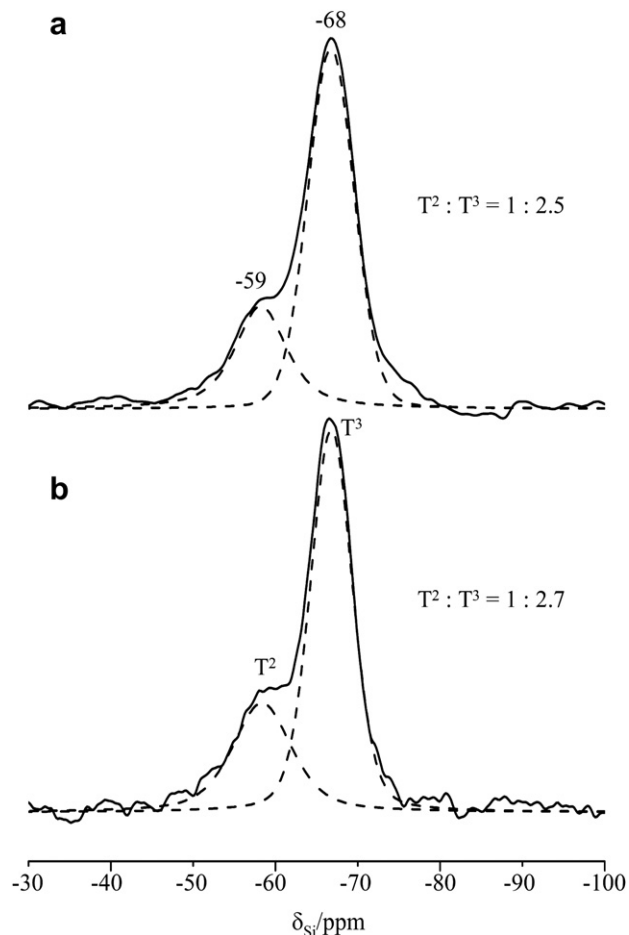 a
-68
T² : T³ = 1 : 2.5
-59
T³
b
T² : T³ = 1 : 2.7
T²
-30 -40 -50 -60 -70 -80 -90 -100
δSi/ppm